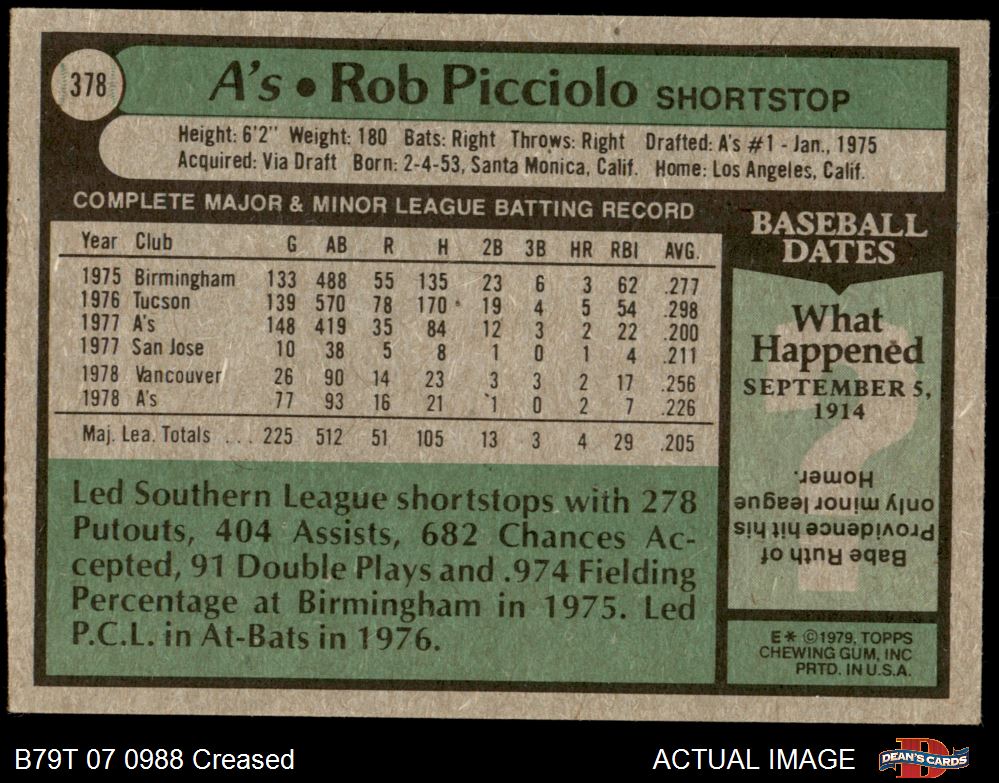 378
A's • Rob Picciolo SHORTSTOP
Height: 6'2" Weight: 180 Bats: Right Throws: Right Drafted: A's #1 - Jan., 1975
Acquired: Via Draft Born: 2-4-53, Santa Monica, Calif. Home: Los Angeles, Calif.
COMPLETE MAJOR & MINOR LEAGUE BATTING RECORD
Year Club G AB R H 2B 3B HR RBI AVG.
1975 Birmingham 133 488 55 135 23 6 3 62 .277
1976 Tucson 139 570 78 170 19 4 5 54 .298
1977 A's 148 419 35 84 12 3 2 22 .200
1977 San Jose 10 38 5 8 1 0 1 4 .211
1978 Vancouver 26 90 14 23 3 3 2 17 .256
1978 A's 77 93 16 21 1 0 2 7 .226
Maj. Lea. Totals ... 225 512 51 105 13 3 4 29 .205
Led Southern League shortstops with 278
Putouts, 404 Assists, 682 Chances Ac-
cepted, 91 Double Plays and .974 Fielding
Percentage at Birmingham in 1975. Led
P.C.L. in At-Bats in 1976.
BASEBALL
DATES
What
Happened
SEPTEMBER 5,
1914
?
Babe Ruth of
Providence hit his
only minor league
Homer.
E* ©1979, TOPPS
CHEWING GUM, INC
PRTD. IN U.S.A.
B79T 07 0988 Creased
ACTUAL IMAGE
D
DEAN'S CARDS